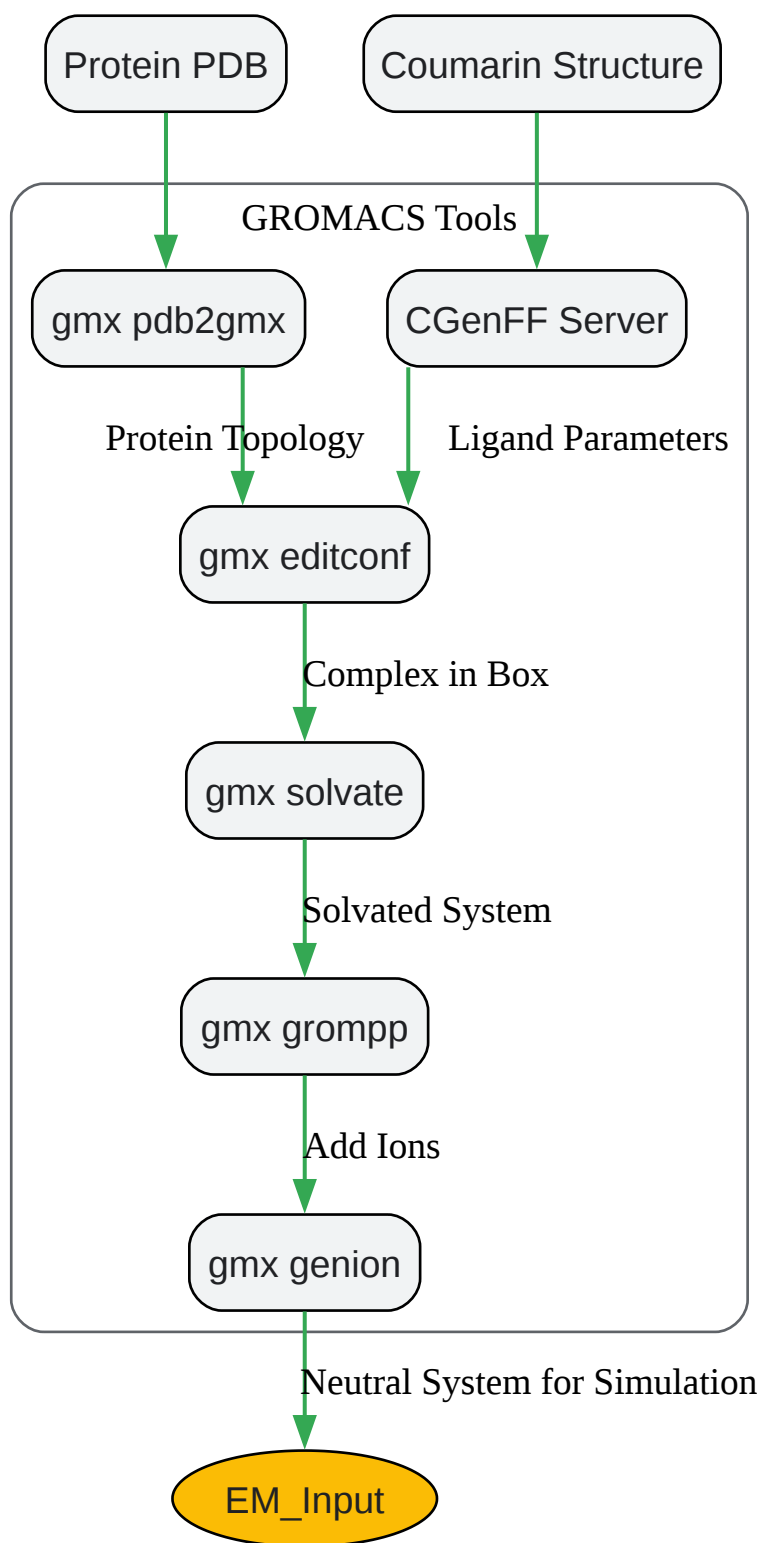 Protein PDB
Coumarin Structure
GROMACS Tools
gmx pdb2gmx
CGenFF Server
Protein Topology
Ligand Parameters
gmx editconf
Complex in Box
gmx solvate
Solvated System
gmx grompp
Add Ions
gmx genion
Neutral System for Simulation
EM_Input